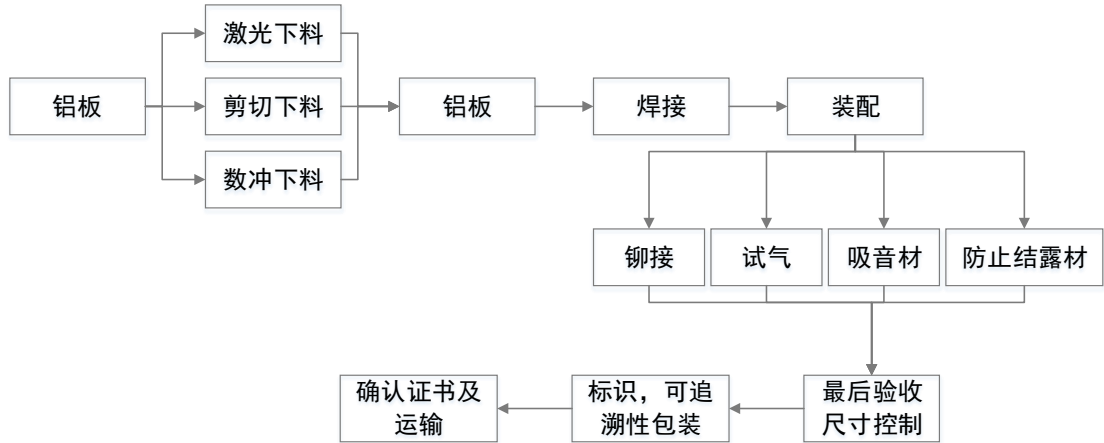 激光下料
铝板
剪切下料
铝板
焊接
装配
数冲下料
铆接
试气
吸音材
防止结露材
确认证书及
运输
标识，可追
溯性包装
最后验收
尺寸控制